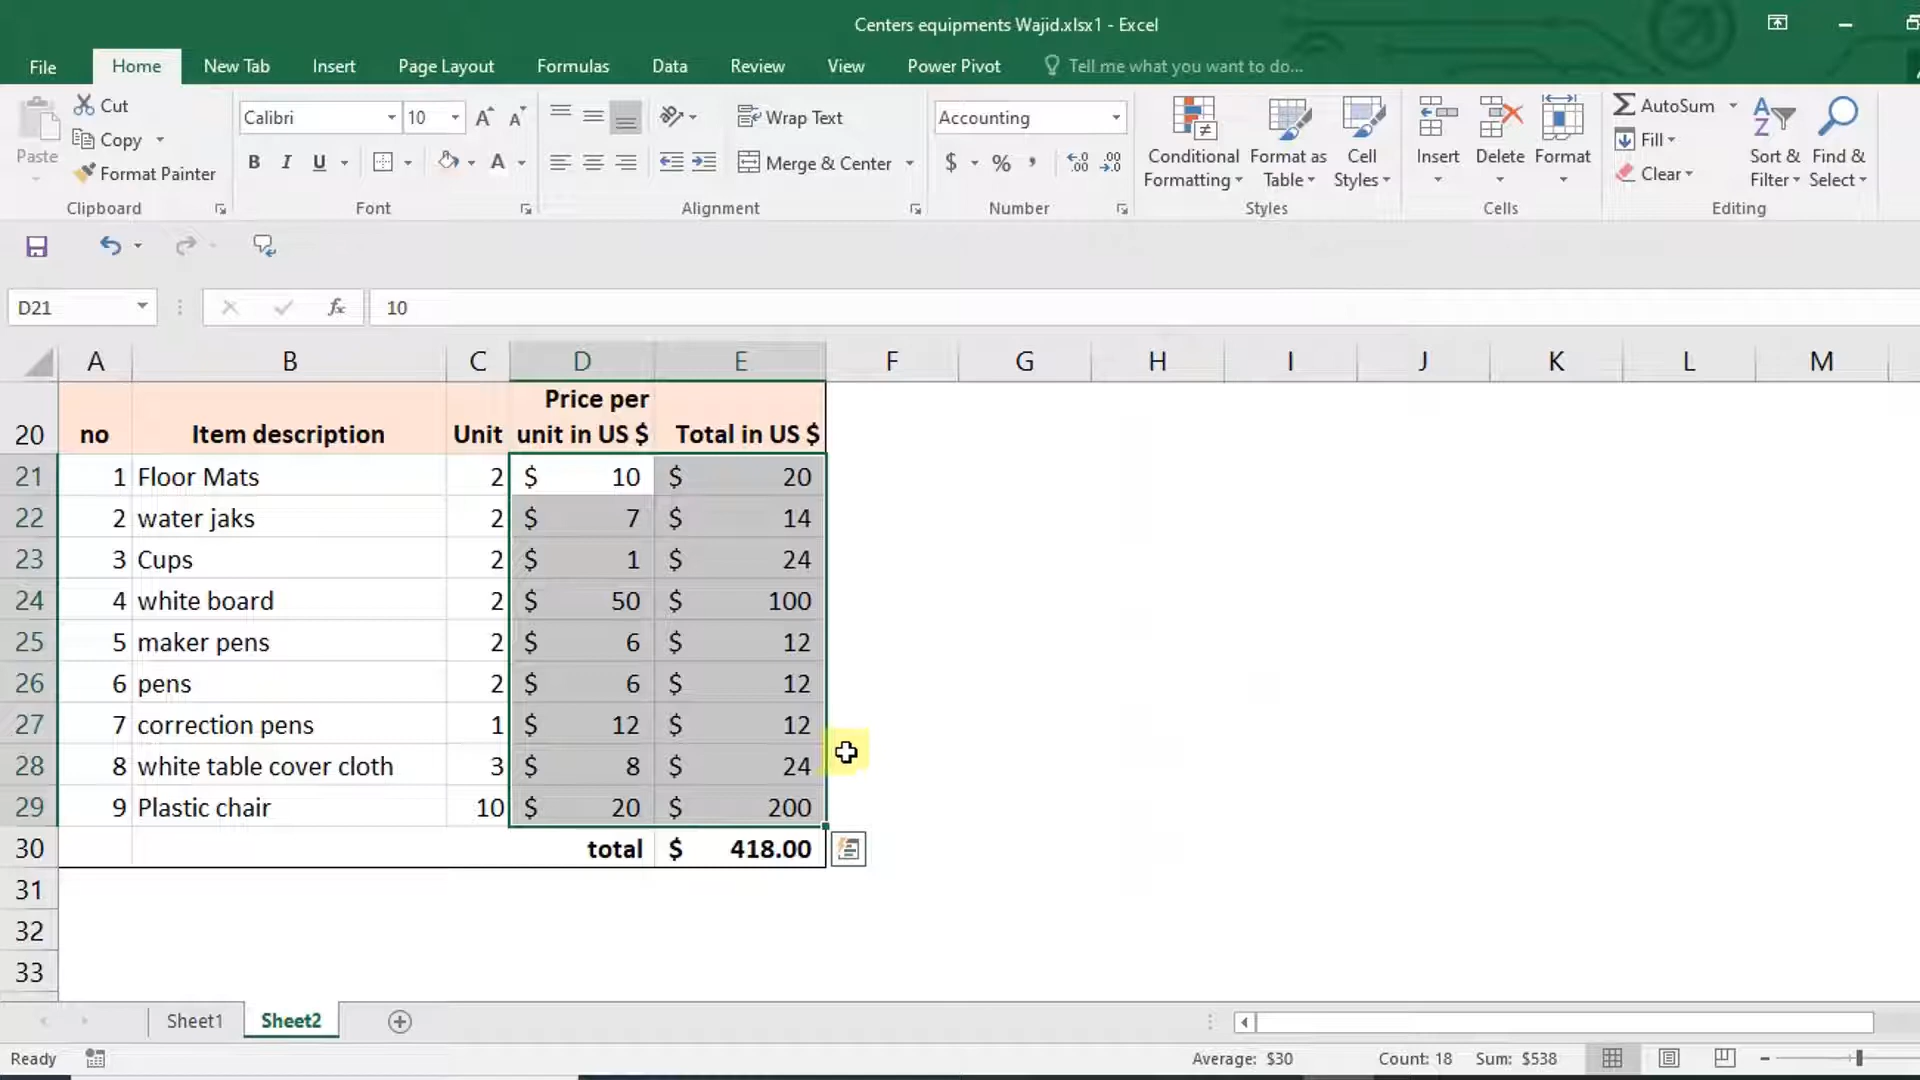 Centers equipments Wajid.xlsx1 - Excel
File Home New Tab Insert Page Layout Formulas Data Review View Power Pivot Tell me what you want to do...
Paste
Cut
Copy
Format Painter
Clipboard
Calibri 10
B I U
Font
Wrap Text
Merge & Center
Alignment
Accounting
$ % ,
Number
Conditional Formatting
Format as Table
Cell Styles
Styles
Insert Delete Format
Cells
AutoSum
Fill
Clear
Sort & Filter
Find & Select
Editing
D21 fx 10
A B C D E F G H I J K L M
20 no Item description Unit Price per unit in US $ Total in US $
21 1 Floor Mats 2 $ 10 $ 20
22 2 water jaks 2 $ 7 $ 14
23 3 Cups 2 $ 1 $ 24
24 4 white board 2 $ 50 $ 100
25 5 maker pens 2 $ 6 $ 12
26 6 pens 2 $ 6 $ 12
27 7 correction pens 1 $ 12 $ 12
28 8 white table cover cloth 3 $ 8 $ 24
29 9 Plastic chair 10 $ 20 $ 200
30 total $ 418.00
31
32
33
Sheet1 Sheet2
Ready Average: $30 Count: 18 Sum: $538